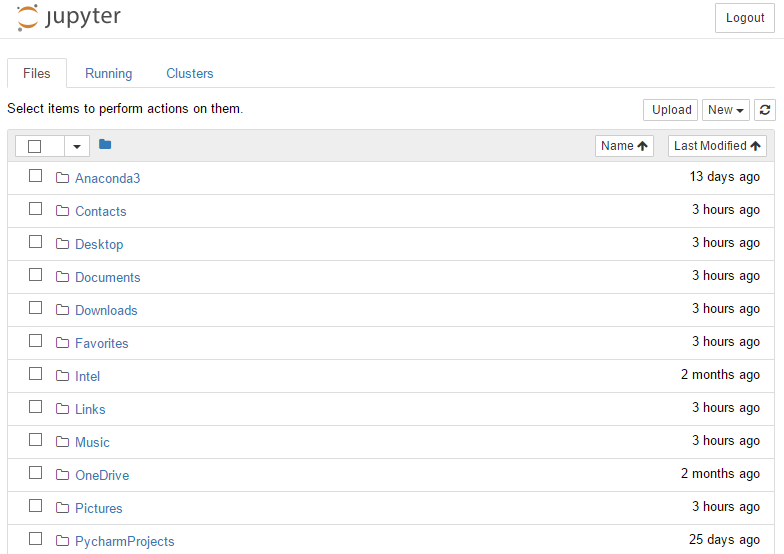 jupyter Logout
Files Running Clusters
Select items to perform actions on them. Upload New
Name Last Modified
Anaconda3 13 days ago
Contacts 3 hours ago
Desktop 3 hours ago
Documents 3 hours ago
Downloads 3 hours ago
Favorites 3 hours ago
Intel 2 months ago
Links 3 hours ago
Music 3 hours ago
OneDrive 2 months ago
Pictures 3 hours ago
PycharmProjects 25 days ago